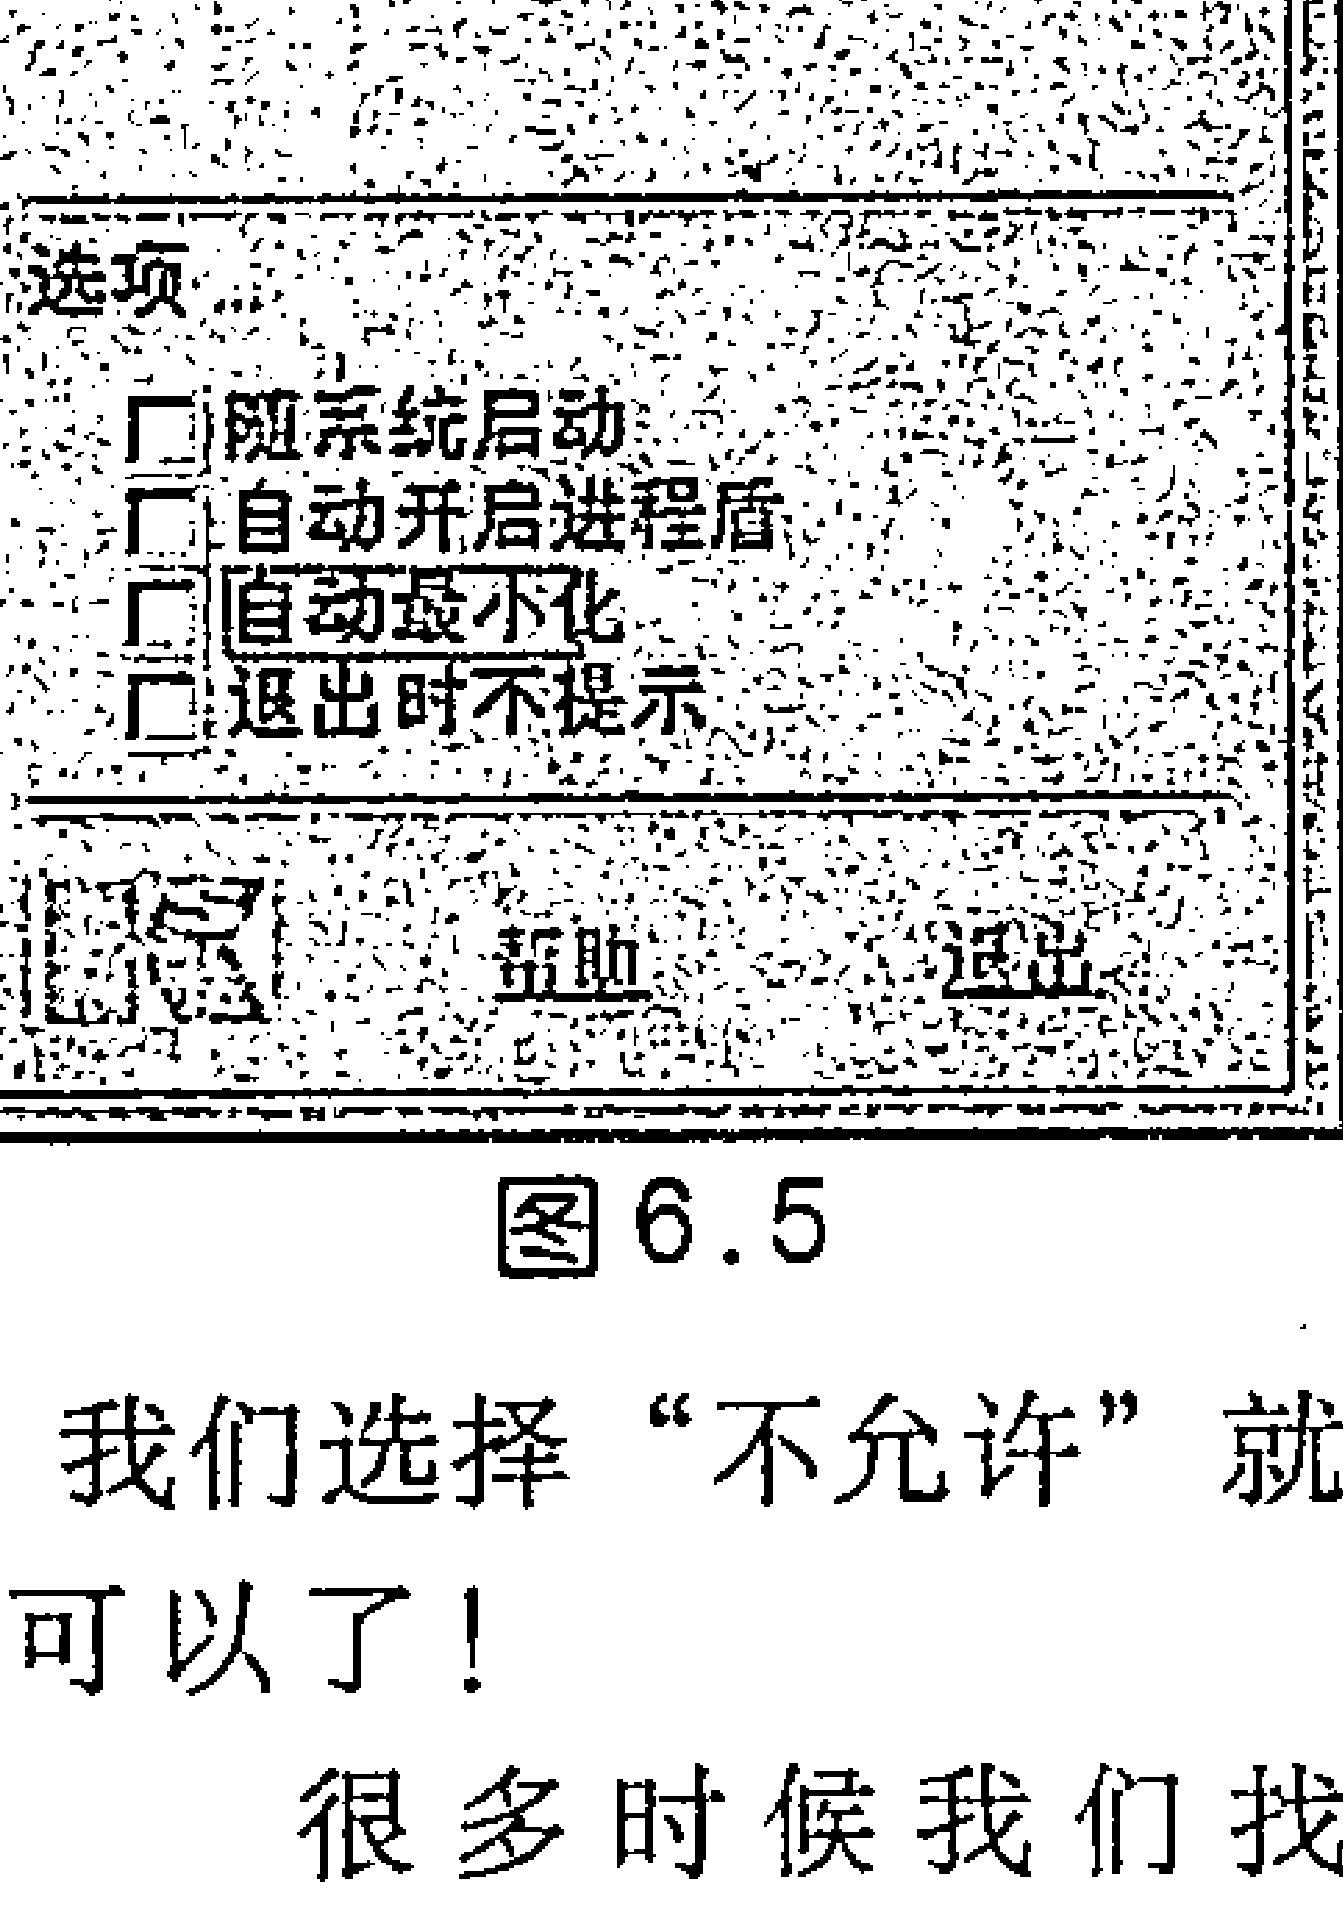 选项...
随系统启动
自动开启进程盾
自动最小化
退出时不提示
帮助 退出
图6.5
我们选择“不允许”就
可以了！
很多时候我们找